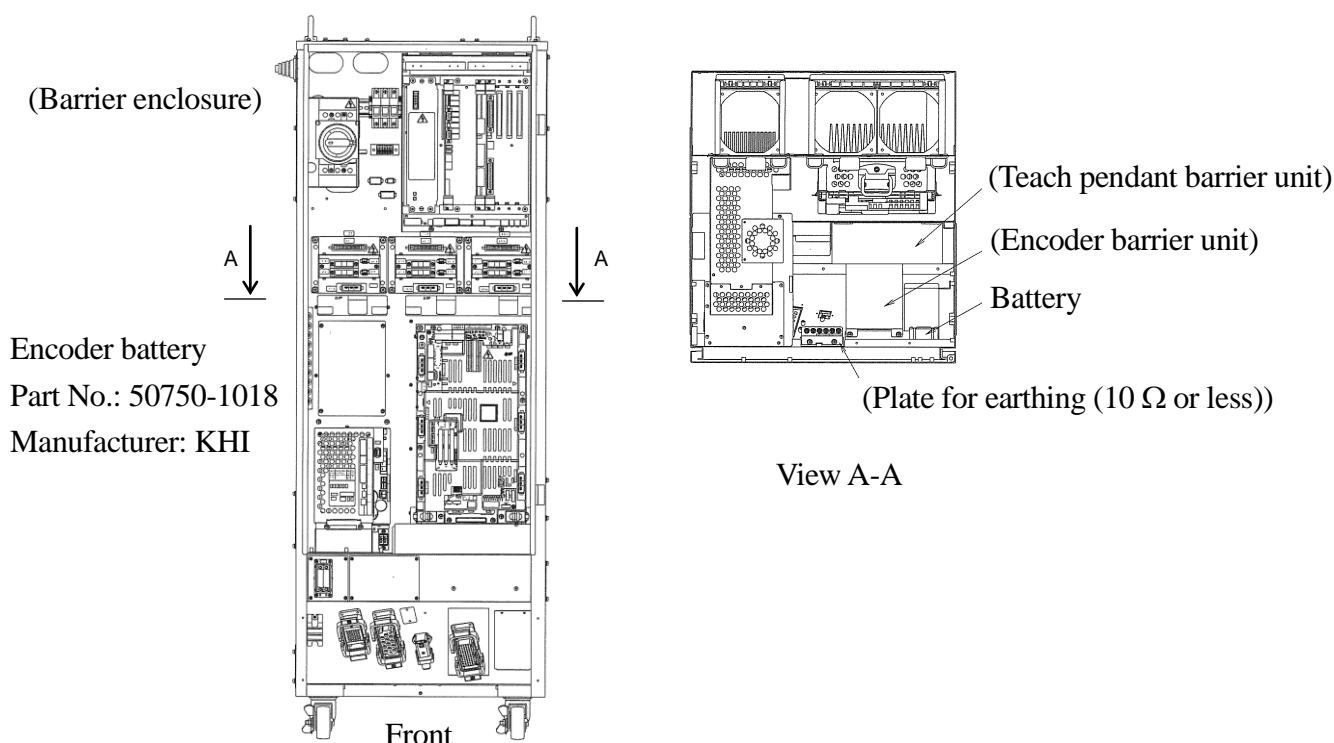 (Barrier enclosure)
A
A
Encoder battery
Part No.: 50750-1018
Manufacturer: KHI
Front
(Teach pendant barrier unit)
(Encoder barrier unit)
Battery
(Plate for earthing (10 Ω or less))
View A-A